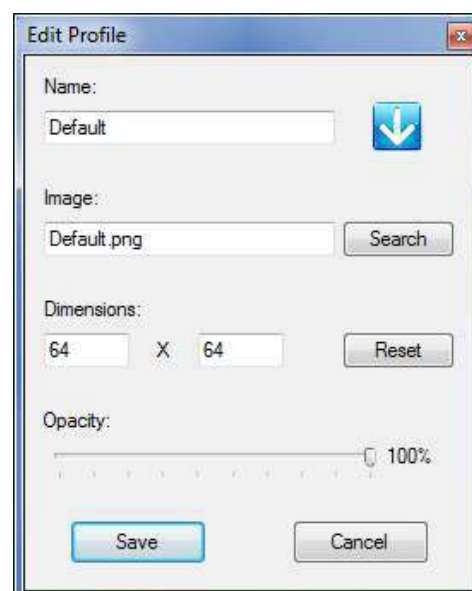 Edit Profile
Name:
Default
Image:
Default.png
Search
Dimensions:
64 X 64
Reset
Opacity:
100%
Save
Cancel